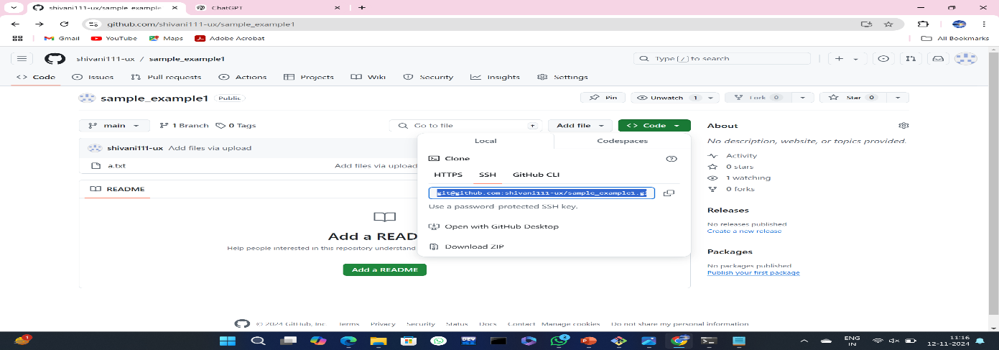 shivani111-ux/sample_example
ChatGPT
github.com/shivani111-ux/sample_example1
Gmail YouTube Maps Adobe Acrobat All Bookmarks
shivani111-ux / sample_example1 Type / to search
<> Code Issues Pull requests Actions Projects Wiki Security Insights Settings
sample_example1 Public Pin Unwatch 1 Fork 0 Star 0
main 1 Branch 0 Tags Go to file Add file <> Code
About
Local Codespaces
No description, website, or topics provided.
shivani111-ux Add files via upload
Clone
Activity
a.txt Add files via upload
0 stars
HTTPS SSH GitHub CLI
1 watching
README
git@github.com:shivani111-ux/sample_example1.gi
0 forks
Use a password-protected SSH key.
Releases
No releases published
Create a new release
Open with GitHub Desktop
Add a READ
Help people interested in this repository understand
Download ZIP
Packages
No packages published
Publish your first package
Add a README
© 2024 GitHub, Inc. Terms Privacy Security Status Docs Contact Manage cookies Do not share my personal information
1
DEV
3
ENG
IN
11:16
12-11-2024